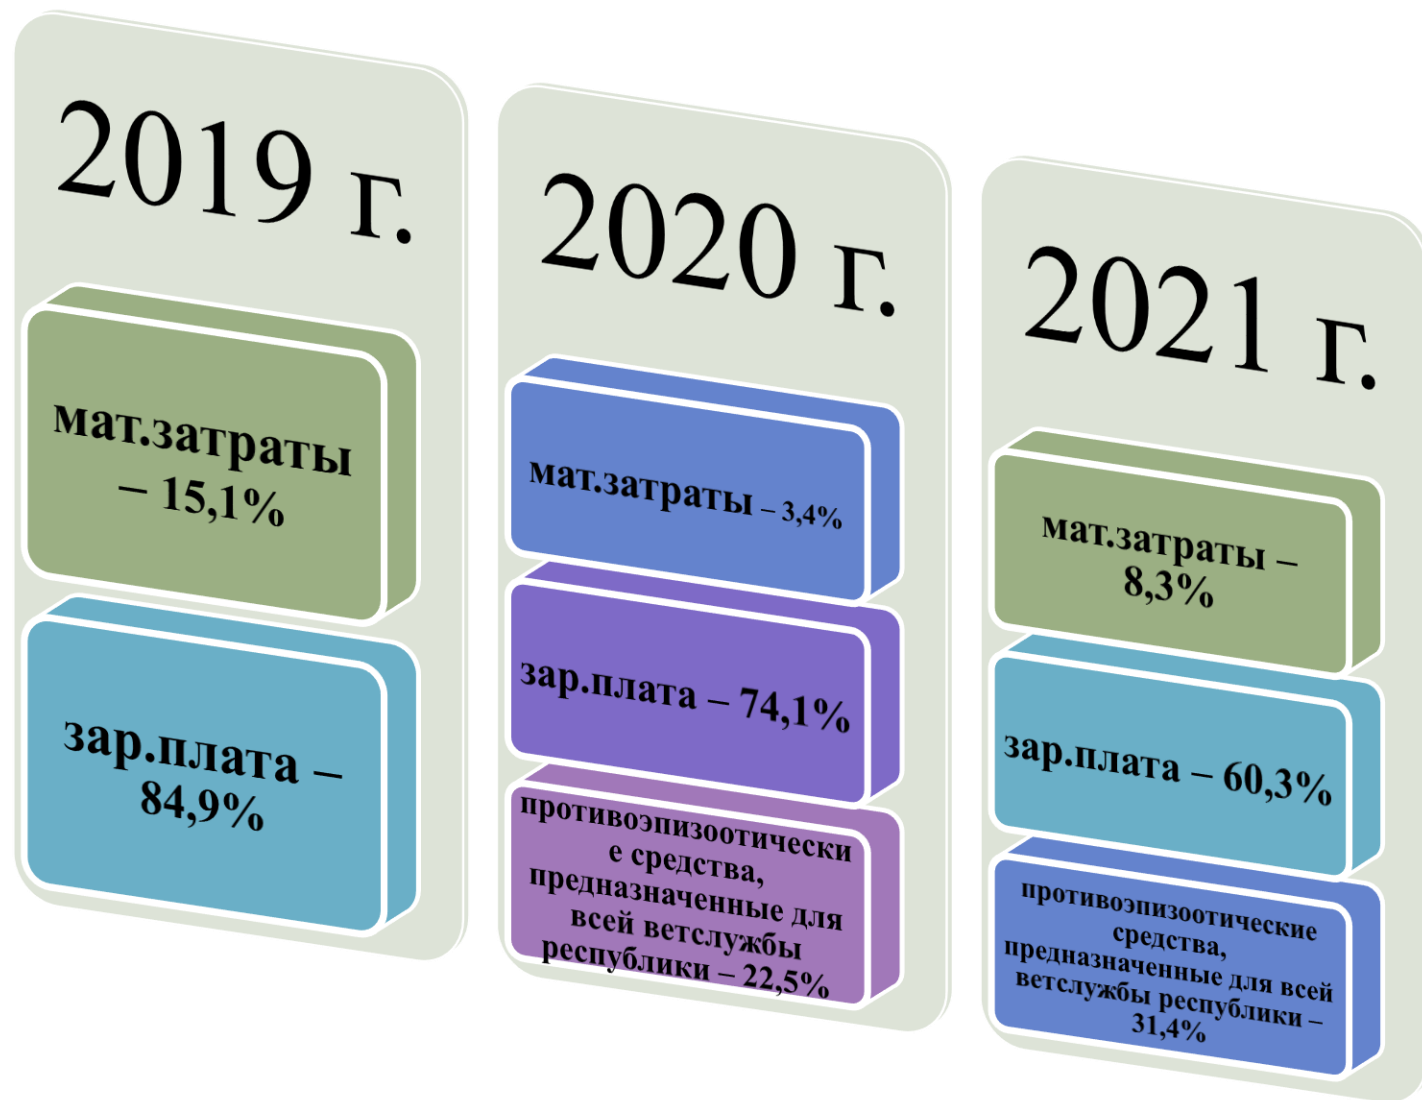 2019 г.
мат.затраты
– 15,1%
зар.плата –
84,9%
2020 г.
мат.затраты – 3,4%
зар.плата – 74,1%
противоэпизоотически
е средства,
предназначенные для
всей ветслужбы
республики – 22,5%
2021 г.
мат.затраты –
8,3%
зар.плата – 60,3%
противоэпизоотические
средства,
предназначенные для всей
ветслужбы республики –
31,4%